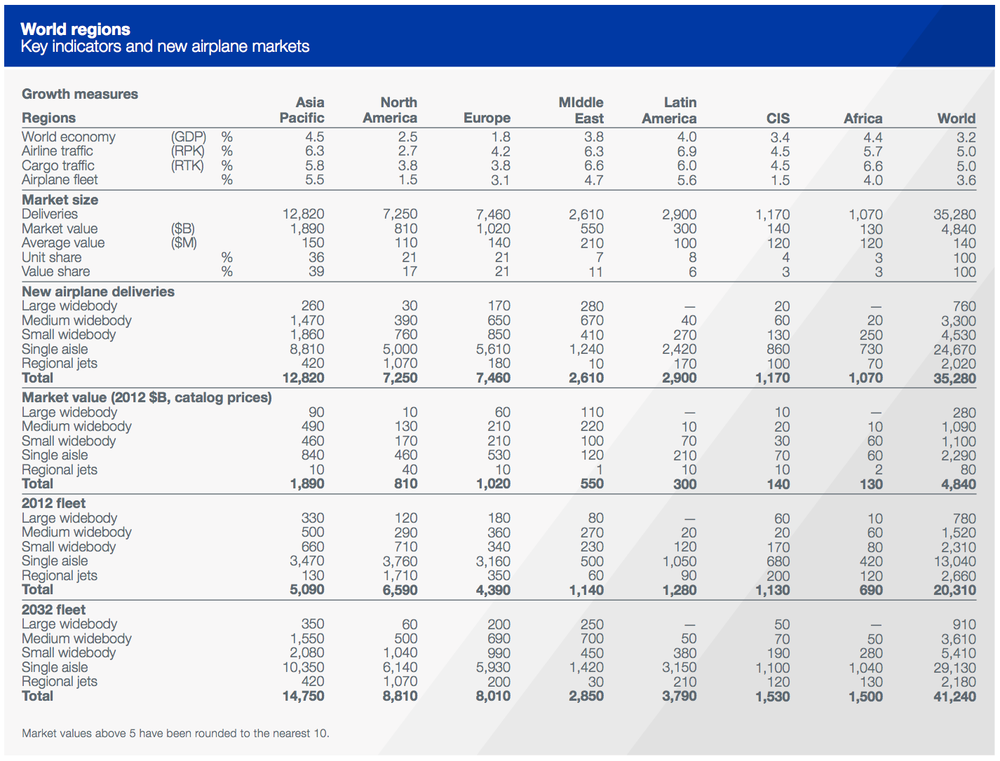 World regions
Key indicators and new airplane markets
Growth measures
Asia North MIddle Latin
Regions Pacific America Europe East America CIS Africa World
World economy (GDP) % 4.5 2.5 1.8 3.8 4.0 3.4 4.4 3.2
Airline traffic (RPK) % 6.3 2.7 4.2 6.3 6.9 4.5 5.7 5.0
Cargo traffic (RTK) % 5.8 3.8 3.8 6.6 6.0 4.5 6.6 5.0
Airplane fleet % 5.5 1.5 3.1 4.7 5.6 1.5 4.0 3.6
Market size
Deliveries 12,820 7,250 7,460 2,610 2,900 1,170 1,070 35,280
Market value ($B) 1,890 810 1,020 550 300 140 130 4,840
Average value ($M) 150 110 140 210 100 120 120 140
Unit share % 36 21 21 7 8 4 3 100
Value share % 39 17 21 11 6 3 3 100
New airplane deliveries
Large widebody 260 30 170 280 — 20 — 760
Medium widebody 1,470 390 650 670 40 60 20 3,300
Small widebody 1,860 760 850 410 270 130 250 4,530
Single aisle 8,810 5,000 5,610 1,240 2,420 860 730 24,670
Regional jets 420 1,070 180 10 170 100 70 2,020
Total 12,820 7,250 7,460 2,610 2,900 1,170 1,070 35,280
Market value (2012 $B, catalog prices)
Large widebody 90 10 60 110 — 10 — 280
Medium widebody 490 130 210 220 10 20 10 1,090
Small widebody 460 170 210 100 70 30 60 1,100
Single aisle 840 460 530 120 210 70 60 2,290
Regional jets 10 40 10 1 10 10 2 80
Total 1,890 810 1,020 550 300 140 130 4,840
2012 fleet
Large widebody 330 120 180 80 — 60 10 780
Medium widebody 500 290 360 270 20 20 60 1,520
Small widebody 660 710 340 230 120 170 80 2,310
Single aisle 3,470 3,760 3,160 500 1,050 680 420 13,040
Regional jets 130 1,710 350 60 90 200 120 2,660
Total 5,090 6,590 4,390 1,140 1,280 1,130 690 20,310
2032 fleet
Large widebody 350 60 200 250 — 50 — 910
Medium widebody 1,550 500 690 700 50 70 50 3,610
Small widebody 2,080 1,040 990 450 380 190 280 5,410
Single aisle 10,350 6,140 5,930 1,420 3,150 1,100 1,040 29,130
Regional jets 420 1,070 200 30 210 120 130 2,180
Total 14,750 8,810 8,010 2,850 3,790 1,530 1,500 41,240
Market values above 5 have been rounded to the nearest 10.